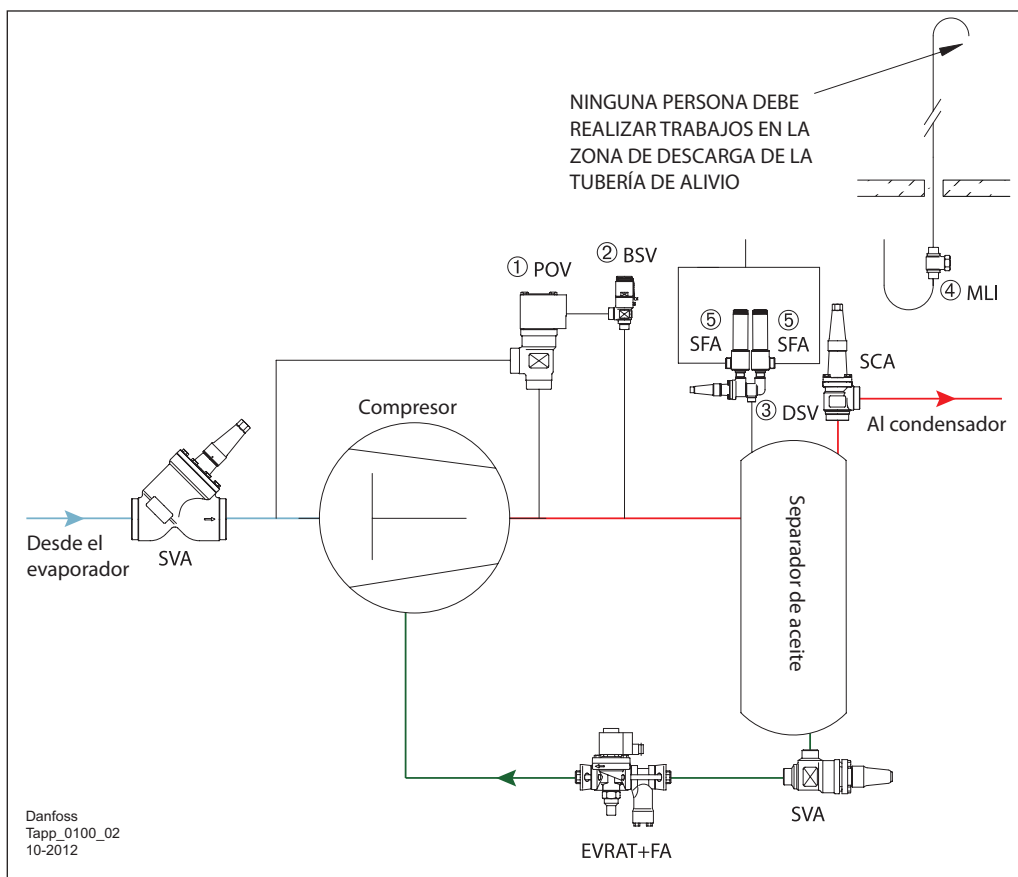 NINGUNA PERSONA DEBE
REALIZAR TRABAJOS EN LA
ZONA DE DESCARGA DE LA
TUBERÍA DE ALIVIO
① POV
② BSV
④ MLI
⑤
SFA
⑤
SFA
SCA
③ DSV
Compresor
Al condensador
Desde el
evaporador
SVA
Separador de aceite
SVA
EVRAT+FA
Danfoss
Tapp_0100_02
10-2012